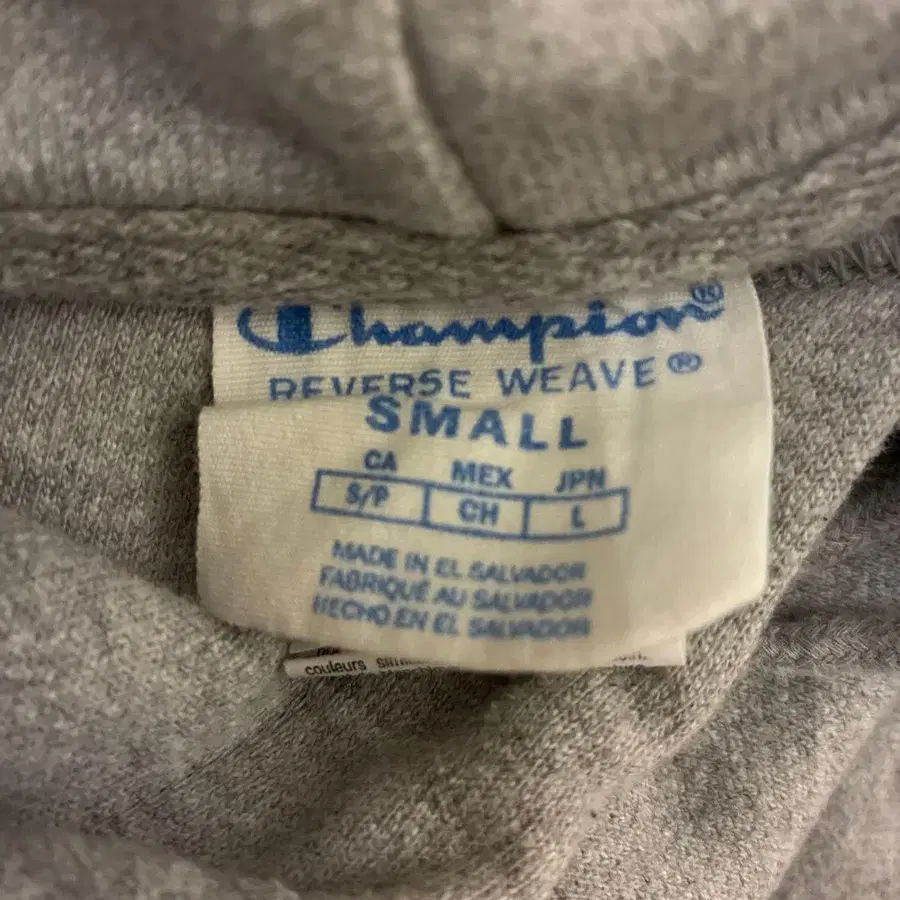 Champion®
REVERSE WEAVE®
SMALL
CA MEX JPN
S/P CH L
MADE IN EL SALVADOR
FABRIQUÉ AU SALVADOR
HECHO EN EL SALVADOR
couleurs